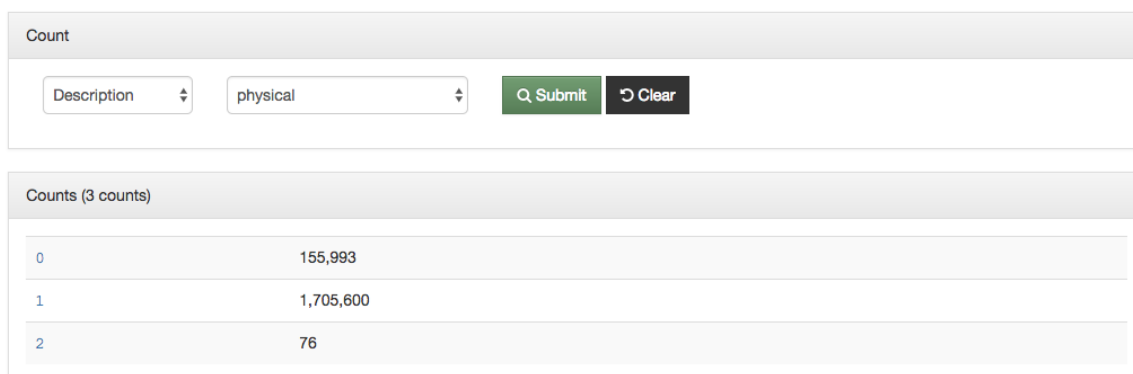 Count
Description physical Submit Clear
Counts (3 counts)
0 155,993
1 1,705,600
2 76